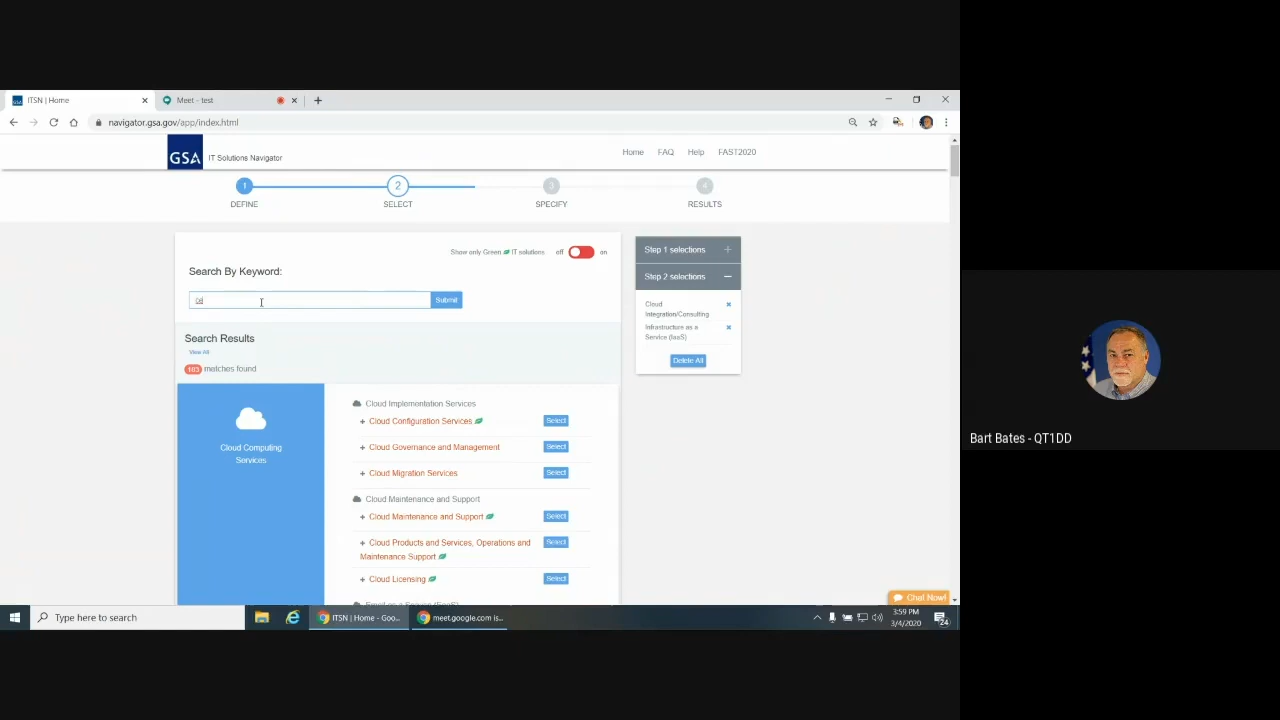 ITSN | Home
Meet - test
navigator.gsa.gov/app/index.html
GSA
IT Solutions Navigator
Home
FAQ
Help
FAST2020
1
2
3
4
DEFINE
SELECT
SPECIFY
RESULTS
Show only Green IT solutions
off
on
Search By Keyword:
Submit
Step 1 selections
Step 2 selections
Cloud
Integration/Consulting
Infrastructure as a
Service (IaaS)
Delete All
Search Results
View All
103 matches found
Cloud Computing
Services
Cloud Implementation Services
+ Cloud Configuration Services
Select
+ Cloud Governance and Management
Select
+ Cloud Migration Services
Select
Cloud Maintenance and Support
+ Cloud Maintenance and Support
Select
+ Cloud Products and Services, Operations and
Maintenance Support
Select
+ Cloud Licensing
Select
Email as a Service (EaaS)
Chat Now!
Type here to search
ITSN | Home - Goo...
meet.google.com is...
3:59 PM
3/4/2020
24
Bart Bates - QT1DD